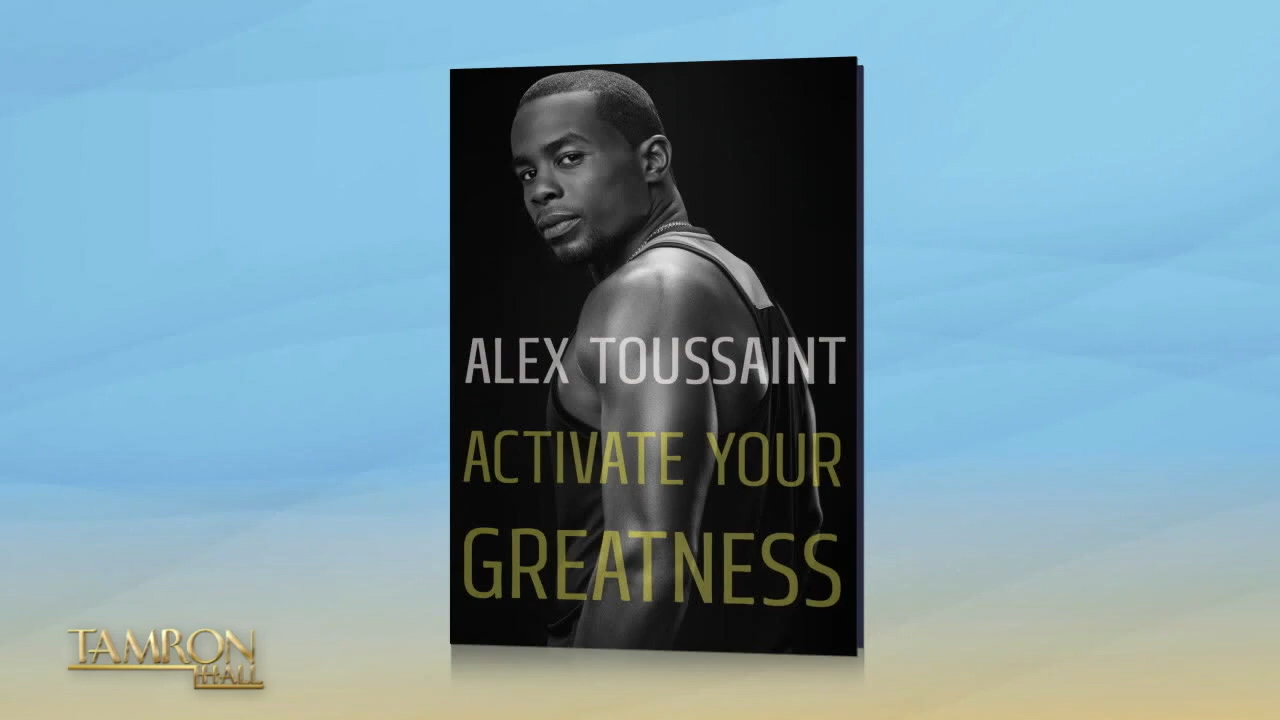 ALEX TOUSSAINT
ACTIVATE YOUR
GREATNESS
TAMRON
HALL